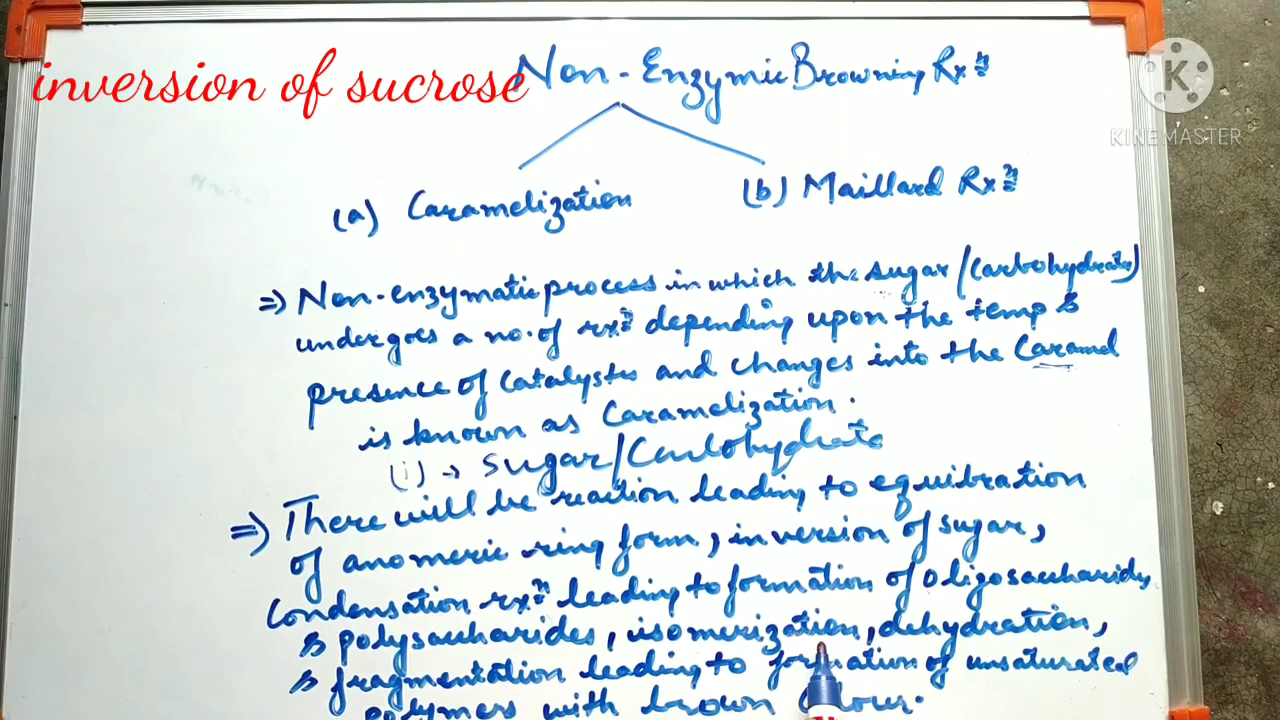 inversion of sucrose
Non-Enzymic Browning Rxⁿ
K
KINEMASTER
(a) Caramelization
(b) Maillard Rxⁿ
⇒ Non-enzymatic process in which the sugar/(Carbohydrate)
undergoes a no. of rxⁿ depending upon the temp &
presence of catalysts and changes into the Caramel
is known as Caramelization.
(i) → Sugar/Carbohydrate
⇒ There will be reaction leading to equibration
of anomeric ring form, inversion of sugar,
Condensation rxⁿ leading to formation of Oligosaccharides
& polysaccharides, isomerization, dehydration,
& fragmentation leading to formation of unsaturated
polymers with brown colour.